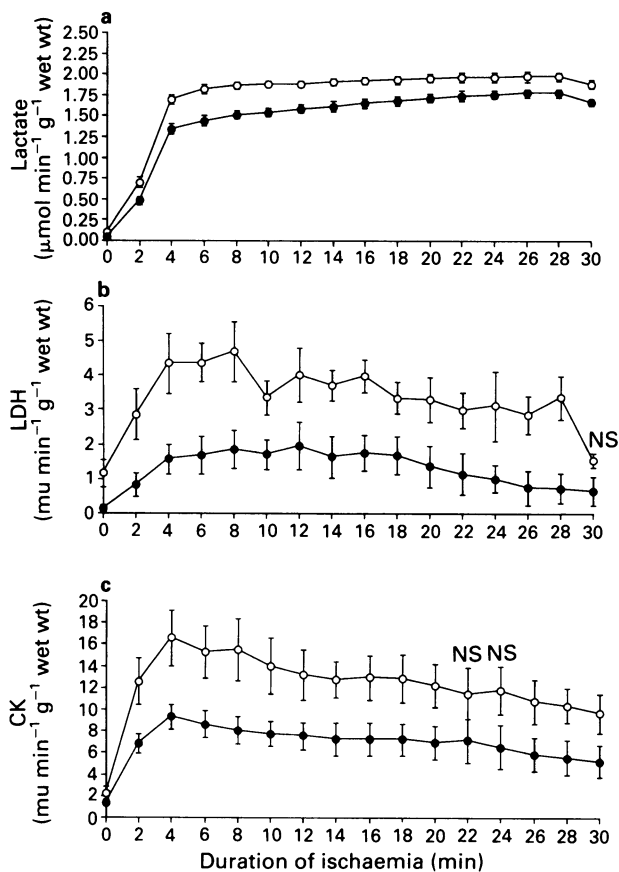 a
Lactate
(μmol min⁻¹ g⁻¹ wet wt)
2.50
2.25
2.00
1.75
1.50
1.25
1.00
0.75
0.50
0.25
0.00
0 2 4 6 8 10 12 14 16 18 20 22 24 26 28 30
b
LDH
(mu min⁻¹ g⁻¹ wet wt)
6
5
4
3
2
1
0
NS
0 2 4 6 8 10 12 14 16 18 20 22 24 26 28 30
c
CK
(mu min⁻¹ g⁻¹ wet wt)
20
18
16
14
12
10
8
6
4
2
0
NS NS
0 2 4 6 8 10 12 14 16 18 20 22 24 26 28 30
Duration of ischaemia (min)